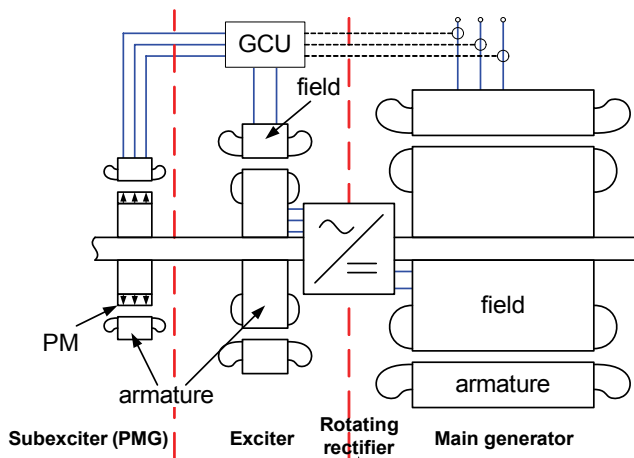 GCU
field
PM
armature
field
armature
Subexciter (PMG)
Exciter
Rotating
rectifier
Main generator